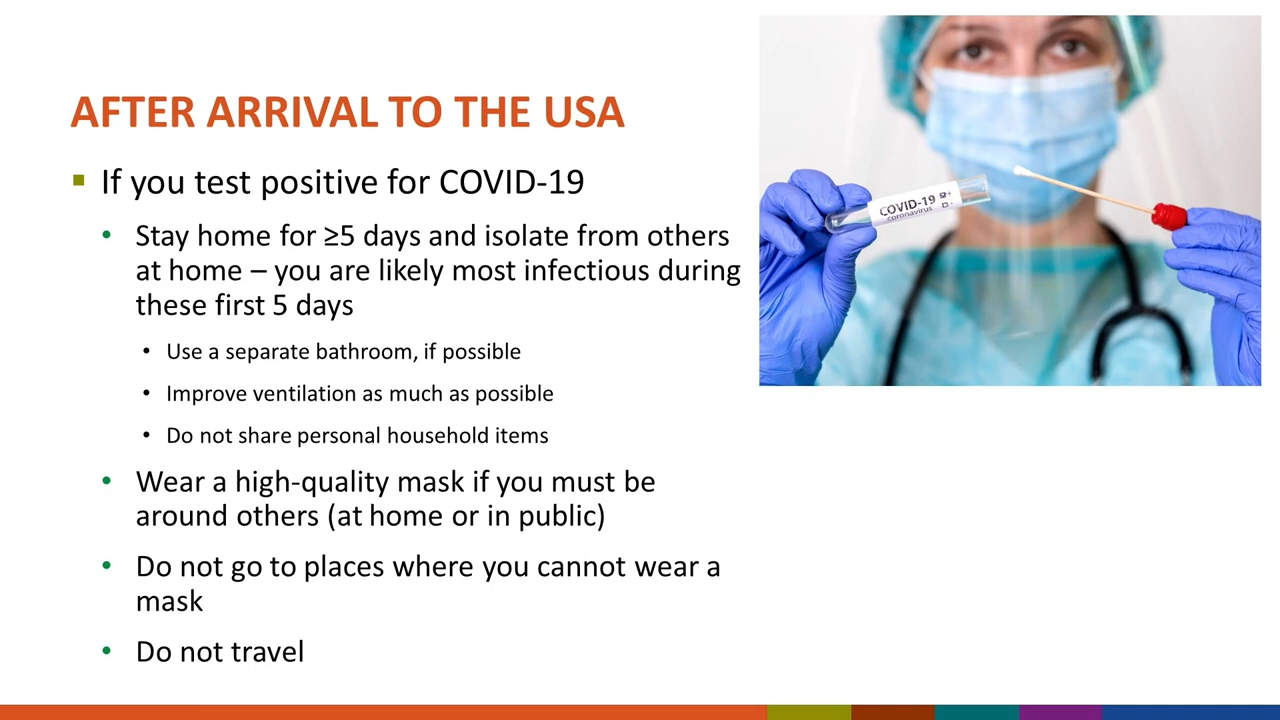 AFTER ARRIVAL TO THE USA
▪ If you test positive for COVID-19
• Stay home for ≥5 days and isolate from others
at home – you are likely most infectious during
these first 5 days
• Use a separate bathroom, if possible
• Improve ventilation as much as possible
• Do not share personal household items
• Wear a high-quality mask if you must be
around others (at home or in public)
• Do not go to places where you cannot wear a
mask
• Do not travel
COVID-19 ☑+
coronavirus ☐-